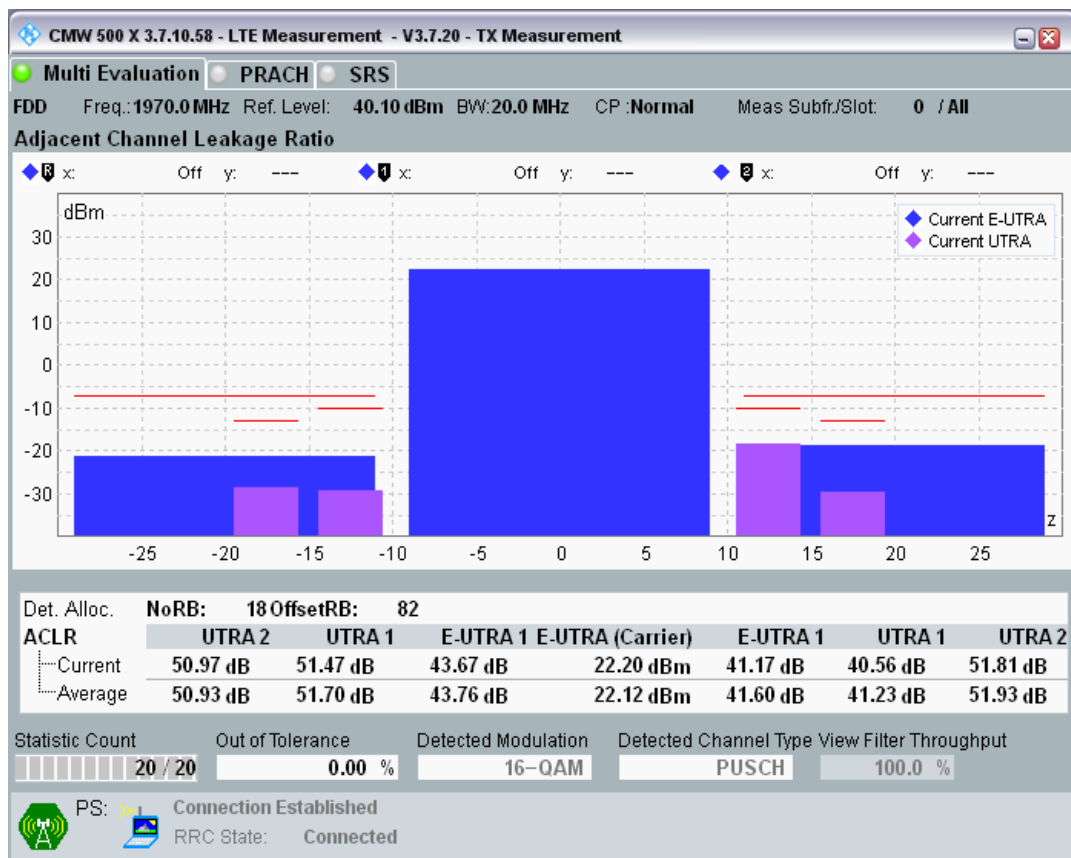 CMW 500 X 3.7.10.58 - LTE Measurement - V3.7.20 - TX Measurement
Multi Evaluation PRACH SRS
FDD Freq.:1970.0 MHz Ref. Level: 40.10 dBm BW:20.0 MHz CP :Normal Meas Subfr./Slot: 0 / All
Adjacent Channel Leakage Ratio
R x: Off y: --- 1 x: Off y: --- 2 x: Off y: ---
dBm
Current E-UTRA
Current UTRA
30
20
10
0
-10
-20
-30
z
-25 -20 -15 -10 -5 0 5 10 15 20 25
Det. Alloc. NoRB: 18 OffsetRB: 82
ACLR UTRA 2 UTRA 1 E-UTRA 1 E-UTRA (Carrier) E-UTRA 1 UTRA 1 UTRA 2
Current 50.97 dB 51.47 dB 43.67 dB 22.20 dBm 41.17 dB 40.56 dB 51.81 dB
Average 50.93 dB 51.70 dB 43.76 dB 22.12 dBm 41.60 dB 41.23 dB 51.93 dB
Statistic Count Out of Tolerance Detected Modulation Detected Channel Type View Filter Throughput
20 / 20 0.00 % 16-QAM PUSCH 100.0 %
PS: Connection Established
RRC State: Connected